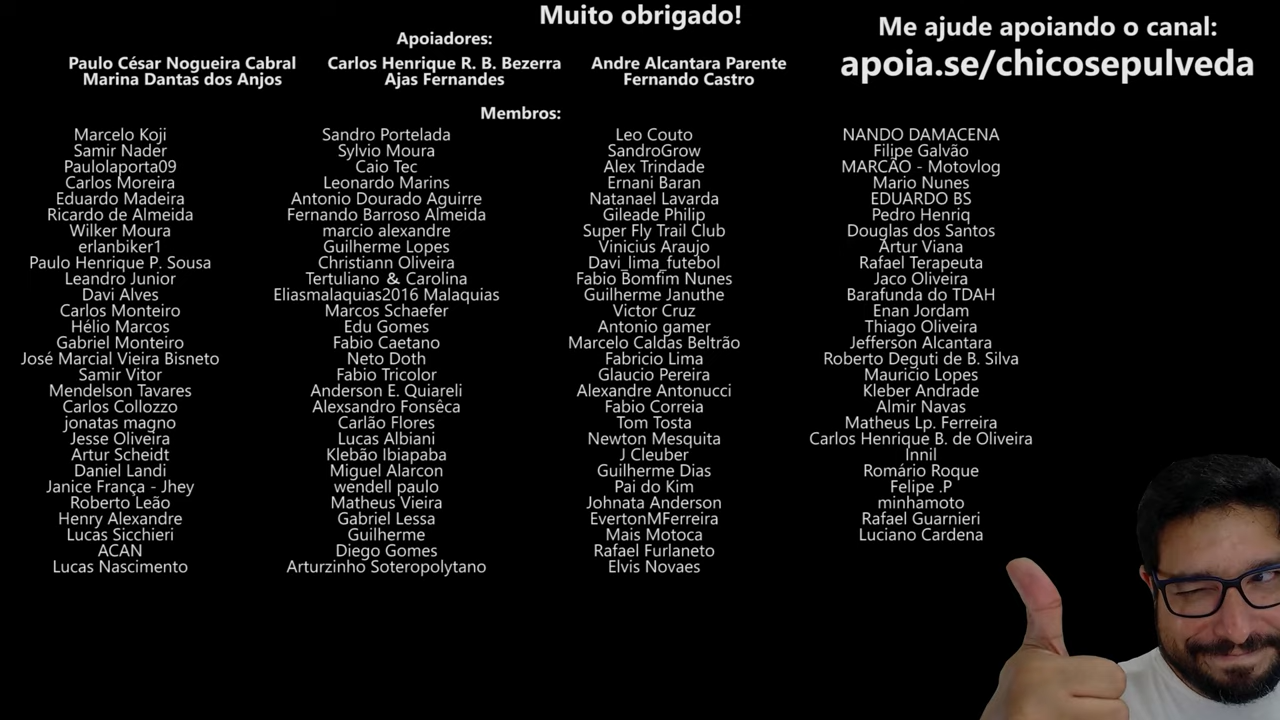 Muito obrigado!
Me ajude apoiando o canal:
apoia.se/chicosepulveda
Apoiadores:
Paulo César Nogueira Cabral
Marina Dantas dos Anjos
Carlos Henrique R. B. Bezerra
Ajas Fernandes
Andre Alcantara Parente
Fernando Castro
Membros:
Marcelo Koji
Samir Nader
Paulolaporta09
Carlos Moreira
Eduardo Madeira
Ricardo de Almeida
Wilker Moura
erlanbiker1
Paulo Henrique P. Sousa
Leandro Junior
Davi Alves
Carlos Monteiro
Hélio Marcos
Gabriel Monteiro
José Marcial Vieira Bisneto
Samir Vitor
Mendelson Tavares
Carlos Collozzo
jonatas magno
Jesse Oliveira
Artur Scheidt
Daniel Landi
Janice França - Jhey
Roberto Leão
Henry Alexandre
Lucas Sicchieri
ACAN
Lucas Nascimento
Sandro Portelada
Sylvio Moura
Caio Tec
Leonardo Marins
Antonio Dourado Aguirre
Fernando Barroso Almeida
marcio alexandre
Guilherme Lopes
Christiann Oliveira
Tertuliano & Carolina
Eliasmalaquias2016 Malaquias
Marcos Schaefer
Edu Gomes
Fabio Caetano
Neto Doth
Fabio Tricolor
Anderson E. Quiareli
Alexsandro Fonsêca
Carlão Flores
Lucas Albiani
Klebão Ibiapaba
Miguel Alarcon
wendell paulo
Matheus Vieira
Gabriel Lessa
Guilherme
Diego Gomes
Arturzinho Soteropolytano
Leo Couto
SandroGrow
Alex Trindade
Ernani Baran
Natanael Lavarda
Gileade Philip
Super Fly Trail Club
Vinicius Araujo
Davi_lima_futebol
Fabio Bomfim Nunes
Guilherme Januthe
Victor Cruz
Antonio gamer
Marcelo Caldas Beltrão
Fabricio Lima
Glaucio Pereira
Alexandre Antonucci
Fabio Correia
Tom Tosta
Newton Mesquita
J Cleuber
Guilherme Dias
Pai do Kim
Johnata Anderson
EvertonMFerreira
Mais Motoca
Rafael Furlaneto
Elvis Novaes
NANDO DAMACENA
Filipe Galvão
MARCÃO - Motovlog
Mario Nunes
EDUARDO BS
Pedro Henriq
Douglas dos Santos
Artur Viana
Rafael Terapeuta
Jaco Oliveira
Barafunda do TDAH
Enan Jordam
Thiago Oliveira
Jefferson Alcantara
Roberto Deguti de B. Silva
Mauricio Lopes
Kleber Andrade
Almir Navas
Matheus Lp. Ferreira
Carlos Henrique B. de Oliveira
Innil
Romário Roque
Felipe .P
minhamoto
Rafael Guarnieri
Luciano Cardena